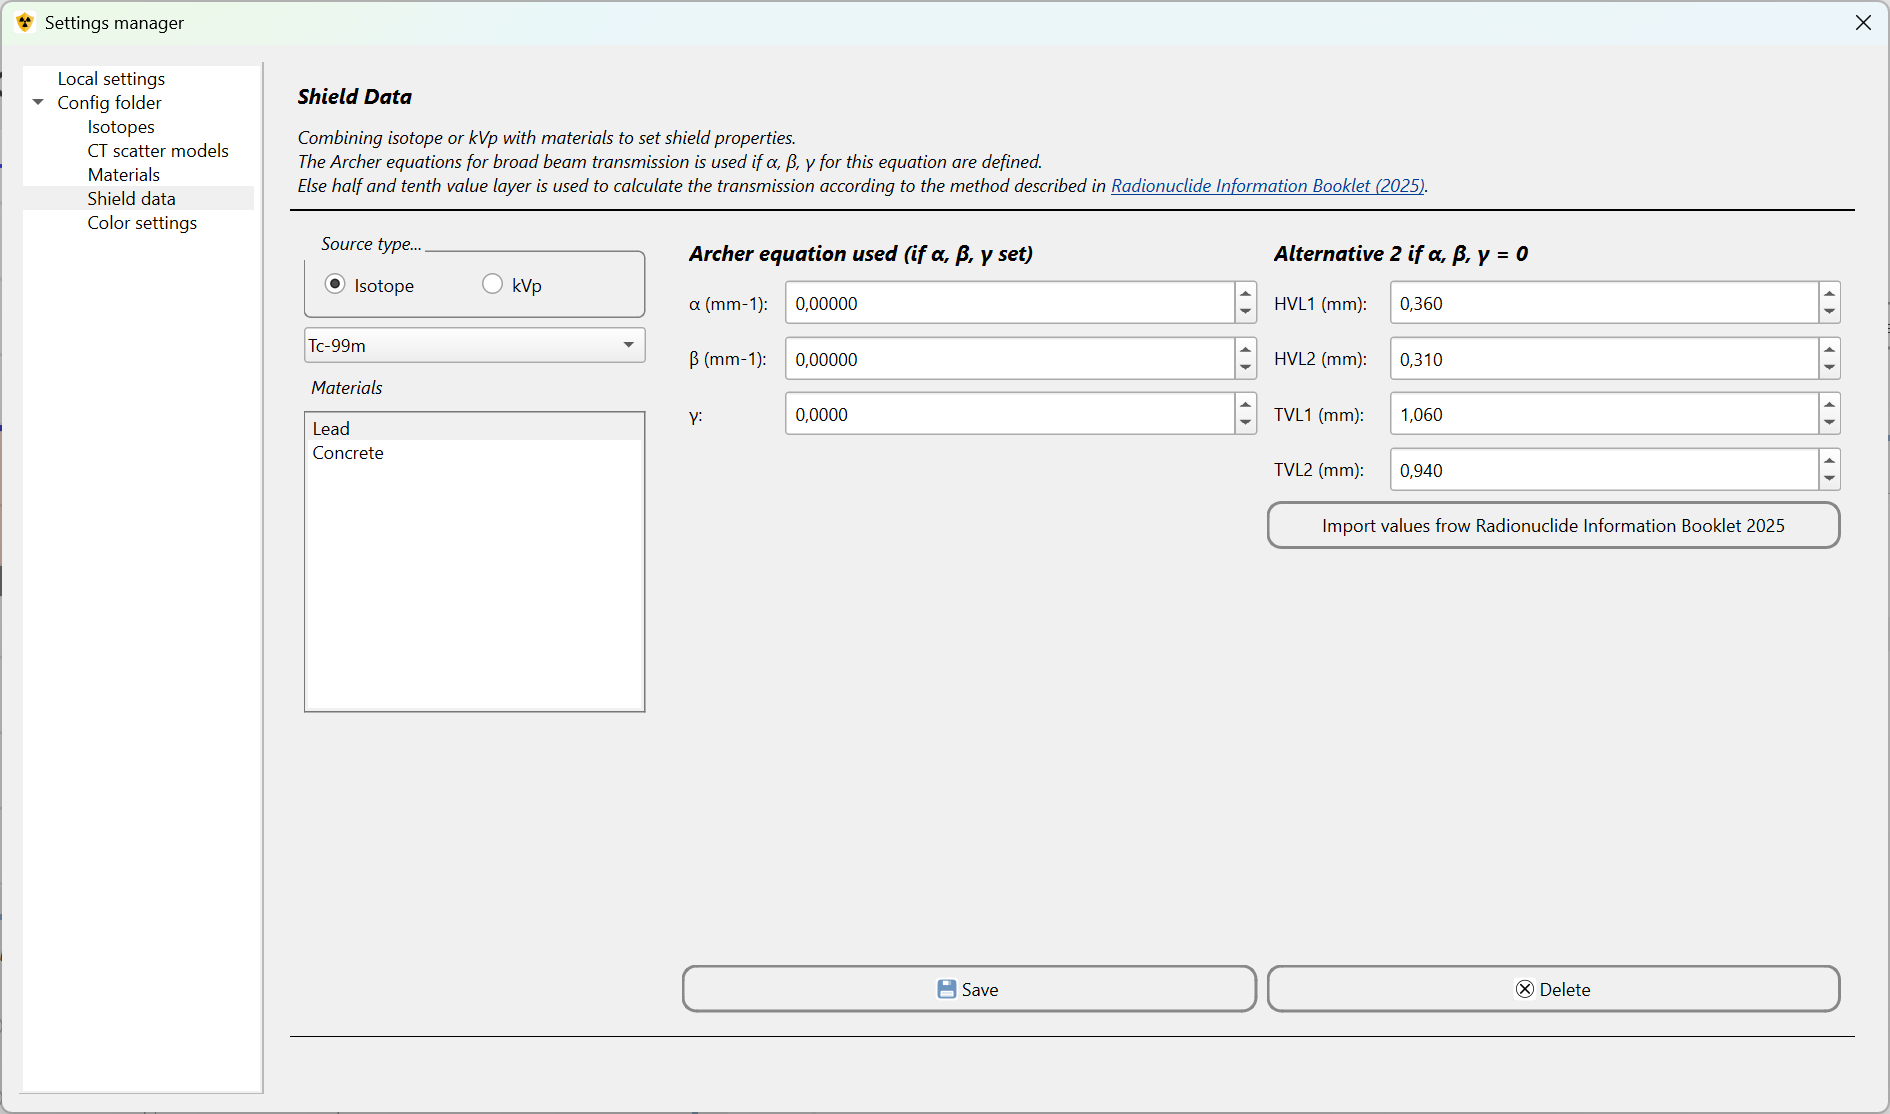 Settings manager
Local settings
Config folder
Isotopes
CT scatter models
Materials
Shield data
Color settings
Shield Data
Combining isotope or kVp with materials to set shield properties.
The Archer equations for broad beam transmission is used if α, β, γ for this equation are defined.
Else half and tenth value layer is used to calculate the transmission according to the method described in Radionuclide Information Booklet (2025).
Source type...
Isotope
kVp
Tc-99m
Materials
Lead
Concrete
Archer equation used (if α, β, γ set)
α (mm-1): 0,00000
β (mm-1): 0,00000
γ: 0,0000
Alternative 2 if α, β, γ = 0
HVL1 (mm): 0,360
HVL2 (mm): 0,310
TVL1 (mm): 1,060
TVL2 (mm): 0,940
Import values frow Radionuclide Information Booklet 2025
Save
Delete